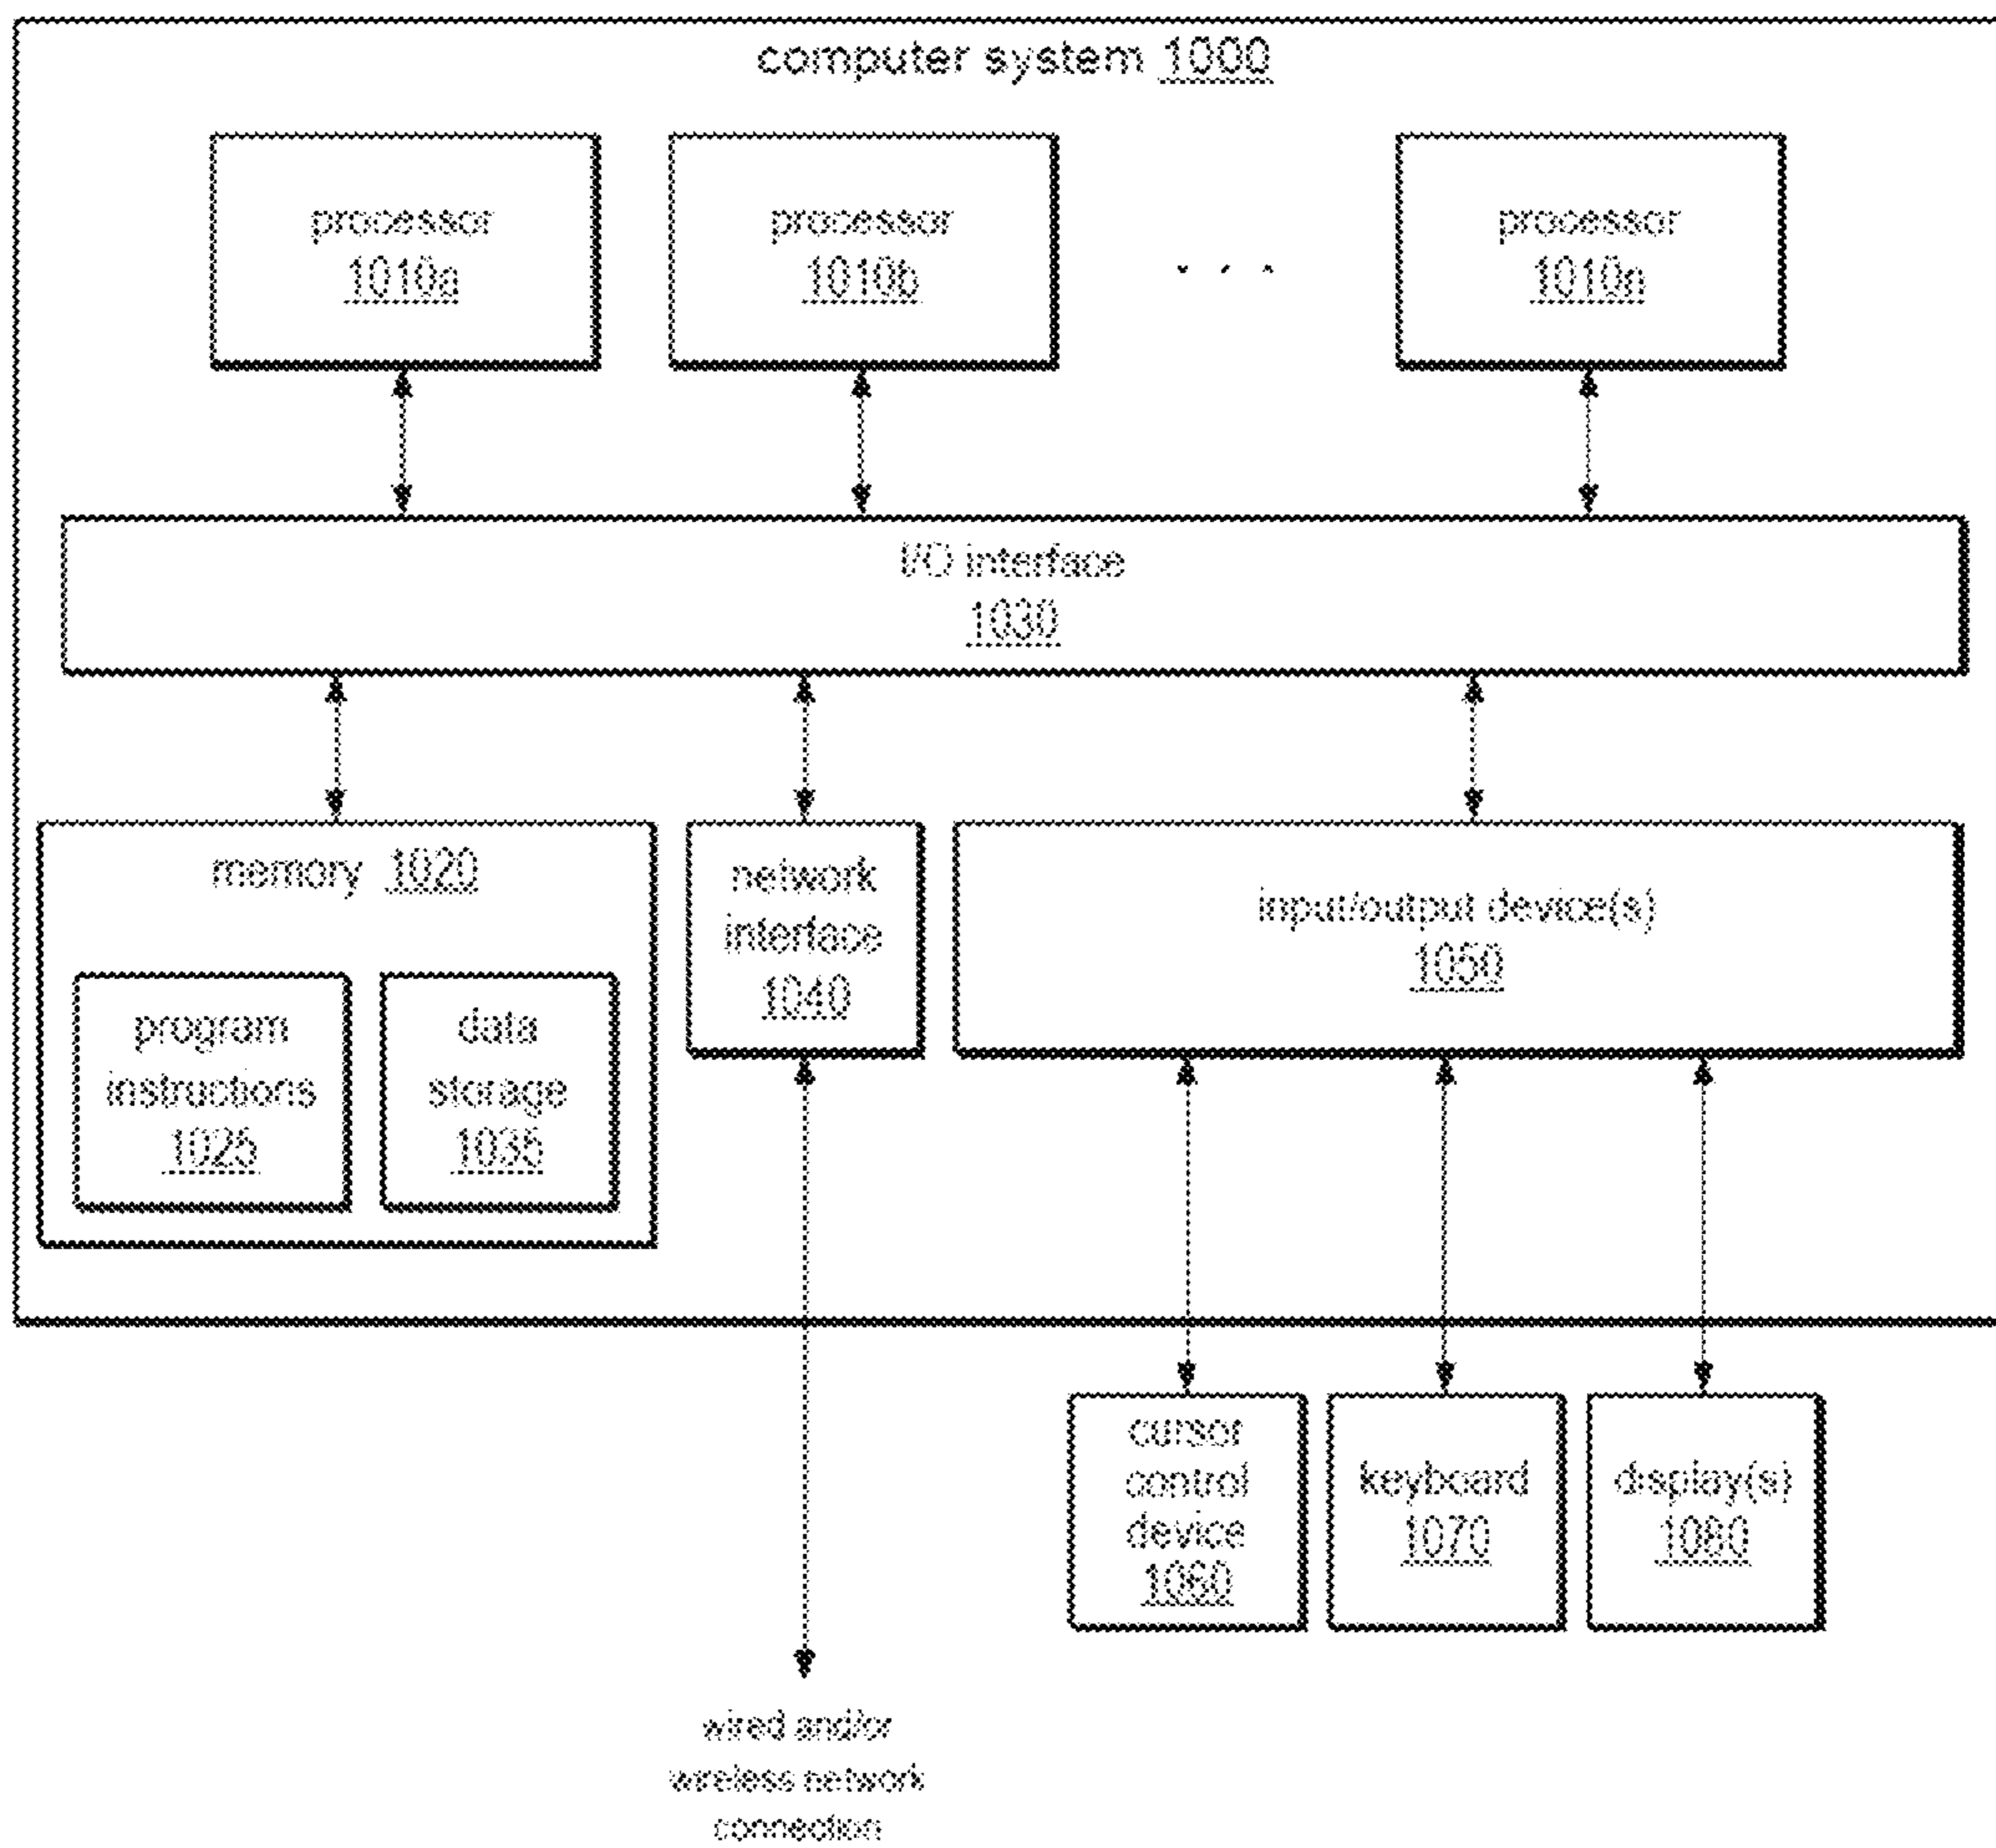 computer system 1000
processor
1010a
processor
1010b
. . .
processor
1010n
I/O interface
1030
memory 1020
program
instructions
1025
data
storage
1035
network
interface
1040
input/output device(s)
1050
cursor
control
device
1060
keyboard
1070
display(s)
1080
wired and/or
wireless network
connection